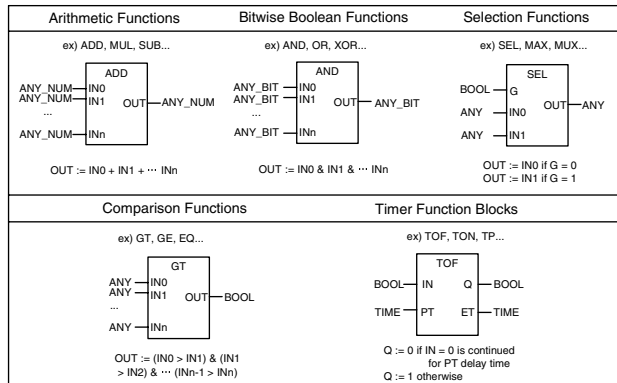 Arithmetic Functions
ex) ADD, MUL, SUB...
ADD
ANY_NUM IN0
ANY_NUM IN1
OUT ANY_NUM
...
ANY_NUM INn
OUT := IN0 + IN1 + ··· INn
Bitwise Boolean Functions
ex) AND, OR, XOR...
AND
ANY_BIT IN0
ANY_BIT IN1
OUT ANY_BIT
...
ANY_BIT INn
OUT := IN0 & IN1 & ··· INn
Selection Functions
ex) SEL, MAX, MUX...
SEL
BOOL G
OUT ANY
ANY IN0
ANY IN1
OUT := IN0 if G = 0
OUT := IN1 if G = 1
Comparison Functions
ex) GT, GE, EQ...
GT
ANY IN0
ANY IN1
OUT BOOL
...
ANY INn
OUT := (IN0 > IN1) & (IN1
> IN2) & ··· (INn-1 > INn)
Timer Function Blocks
ex) TOF, TON, TP...
TOF
BOOL IN Q BOOL
TIME PT ET TIME
Q := 0 if IN = 0 is continued
for PT delay time
Q := 1 otherwise